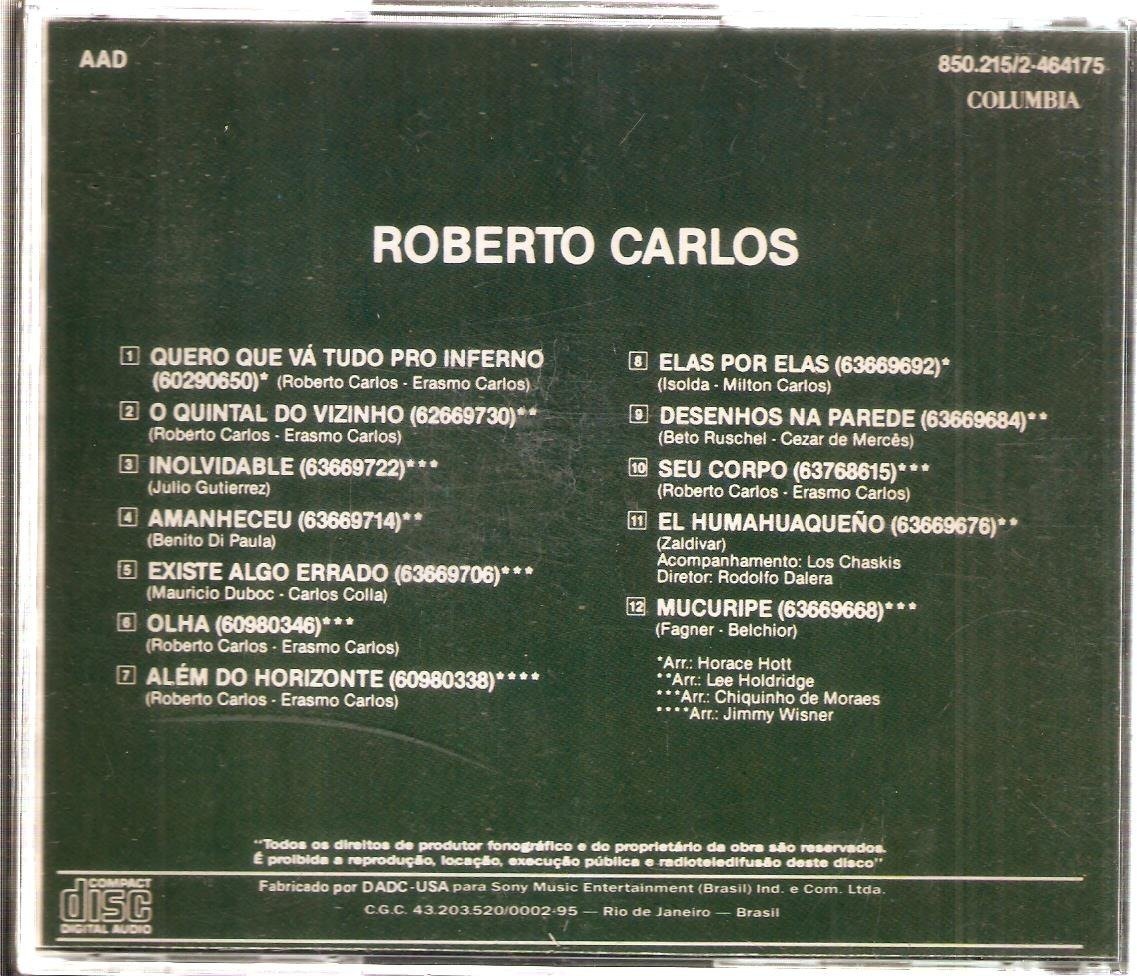 AAD
850.215/2-464175
COLUMBIA
ROBERTO CARLOS
1 QUERO QUE VÁ TUDO PRO INFERNO
(60290650)* (Roberto Carlos - Erasmo Carlos)
2 O QUINTAL DO VIZINHO (62669730)**
(Roberto Carlos - Erasmo Carlos)
3 INOLVIDABLE (63669722)***
(Julio Gutierrez)
4 AMANHECEU (63669714)**
(Benito Di Paula)
5 EXISTE ALGO ERRADO (63669706)***
(Mauricio Duboc - Carlos Colla)
6 OLHA (60980346)***
(Roberto Carlos - Erasmo Carlos)
7 ALÉM DO HORIZONTE (60980338)****
(Roberto Carlos - Erasmo Carlos)
8 ELAS POR ELAS (63669692)*
(Isolda - Milton Carlos)
9 DESENHOS NA PAREDE (63669684)**
(Beto Ruschel - Cezar de Mercês)
10 SEU CORPO (63768615)***
(Roberto Carlos - Erasmo Carlos)
11 EL HUMAHUAQUEÑO (63669676)**
(Zaldivar)
Acompanhamento: Los Chaskis
Diretor: Rodolfo Dalera
12 MUCURIPE (63669668)***
(Fagner - Belchior)
*Arr.: Horace Hott
**Arr.: Lee Holdridge
***Arr.: Chiquinho de Moraes
****Arr.: Jimmy Wisner
"Todos os direitos de produtor fonográfico e do proprietário da obra são reservados.
É proibida a reprodução, locação, execução pública e radioteledifusão deste disco"
COMPACT
disc
DIGITAL AUDIO
Fabricado por DADC-USA para Sony Music Entertainment (Brasil) Ind. e Com. Ltda.
C.G.C. 43.203.520/0002-95 — Rio de Janeiro — Brasil